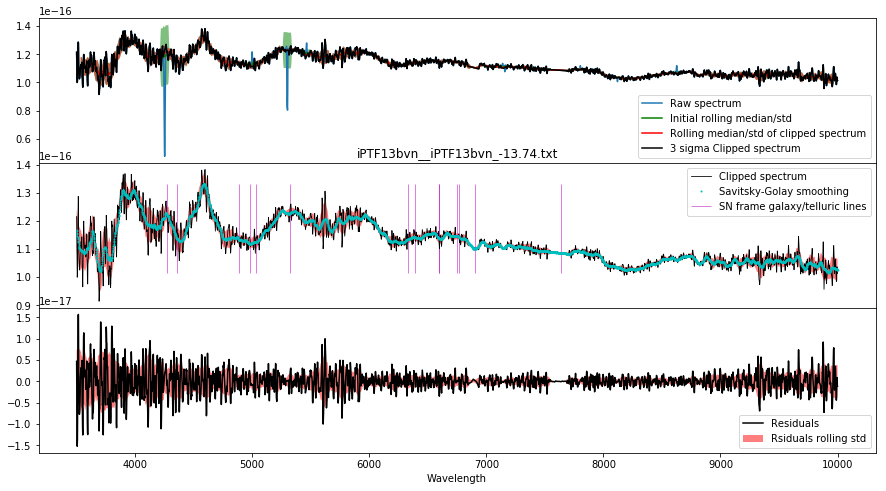 1e−16
1.4
1.2
1.0
0.8
0.6
Raw spectrum
Initial rolling median/std
Rolling median/std of clipped spectrum
3 sigma Clipped spectrum
1e−16
iPTF13bvn__iPTF13bvn_-13.74.txt
1.4
1.3
1.2
1.1
1.0
0.9
Clipped spectrum
Savitsky-Golay smoothing
SN frame galaxy/telluric lines
1e−17
1.5
1.0
0.5
0.0
−0.5
−1.0
−1.5
Residuals
Rsiduals rolling std
4000 5000 6000 7000 8000 9000 10000
Wavelength